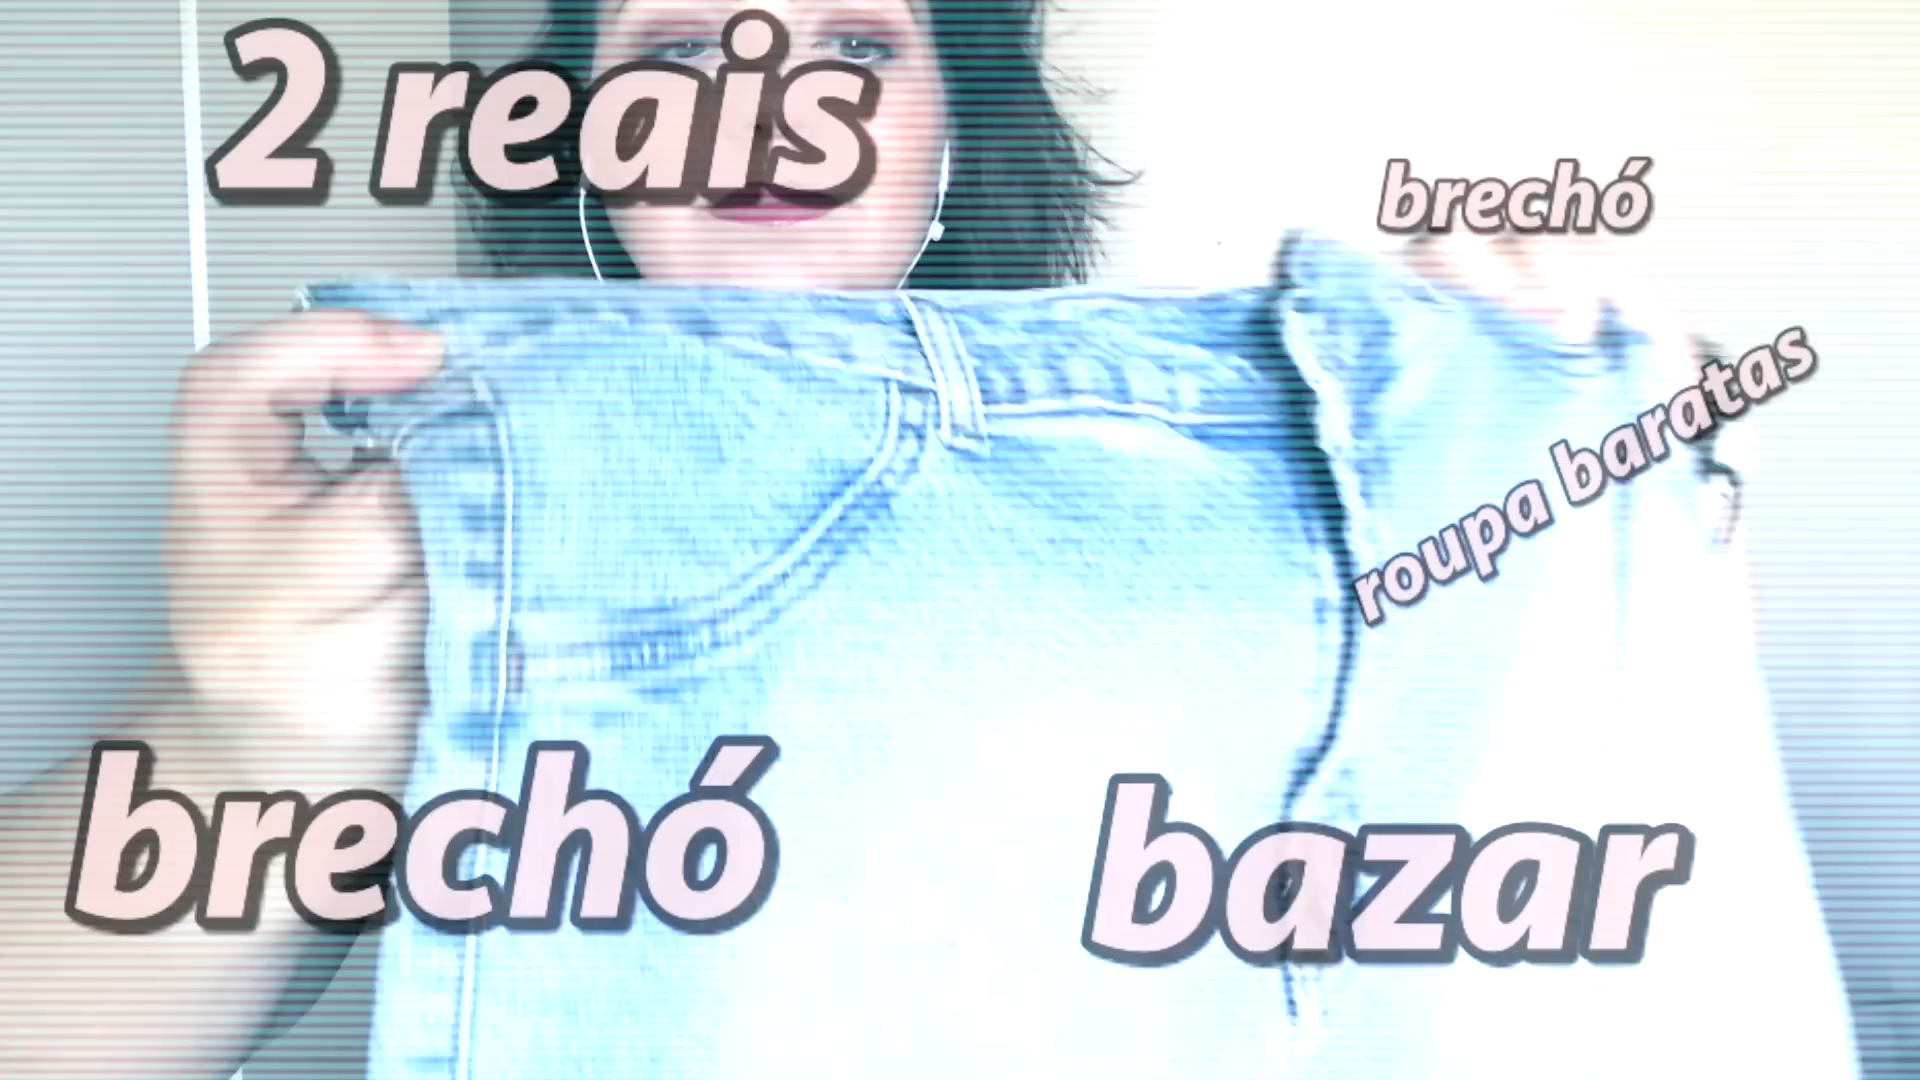 2 reais
brechó
roupa baratas
brechó
bazar